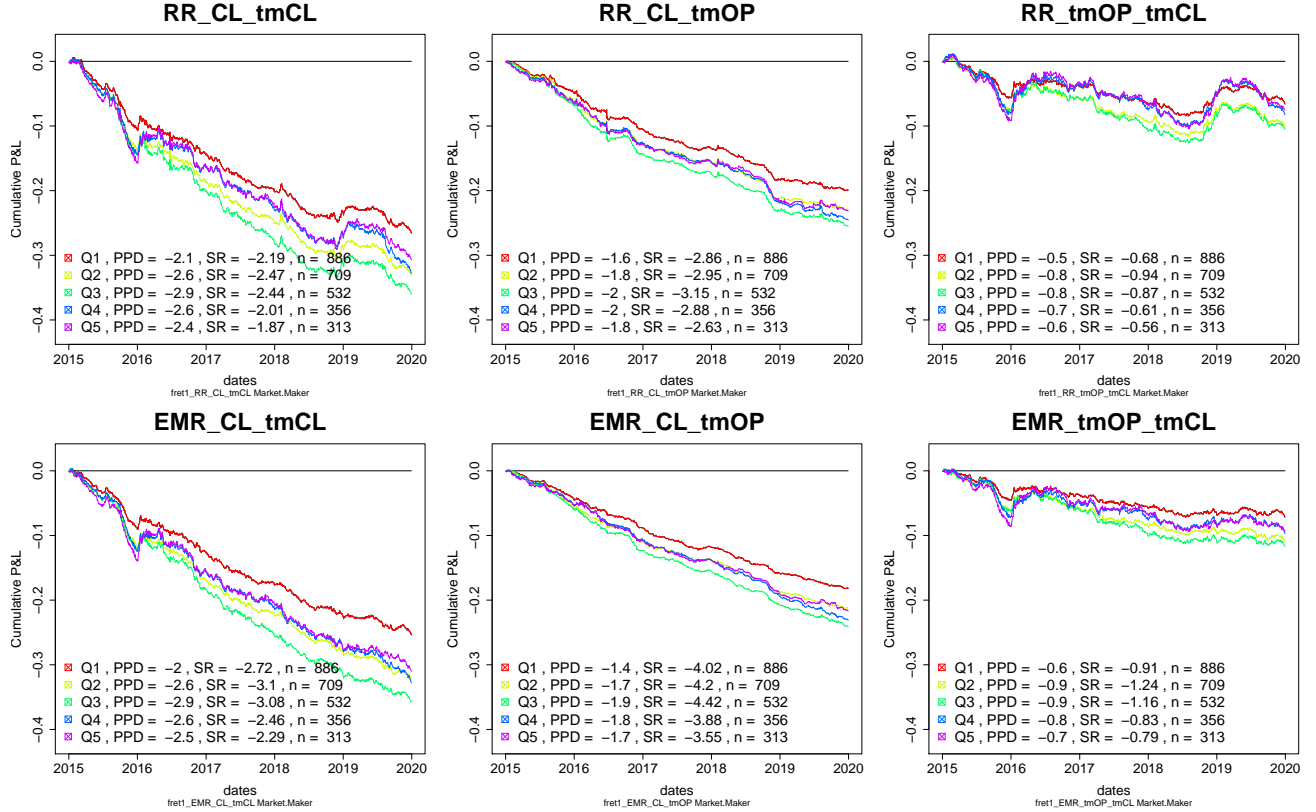 RR_CL_tmCL
Cumulative P&L
0.0
−0.1
−0.2
−0.3
−0.4
Q1 , PPD = −2.1 , SR = −2.19 , n = 886
Q2 , PPD = −2.6 , SR = −2.47 , n = 709
Q3 , PPD = −2.9 , SR = −2.44 , n = 532
Q4 , PPD = −2.6 , SR = −2.01 , n = 356
Q5 , PPD = −2.4 , SR = −1.87 , n = 313
2015 2016 2017 2018 2019 2020
dates
fret1_RR_CL_tmCL Market.Maker
RR_CL_tmOP
Cumulative P&L
0.0
−0.1
−0.2
−0.3
−0.4
Q1 , PPD = −1.6 , SR = −2.86 , n = 886
Q2 , PPD = −1.8 , SR = −2.95 , n = 709
Q3 , PPD = −2 , SR = −3.15 , n = 532
Q4 , PPD = −2 , SR = −2.88 , n = 356
Q5 , PPD = −1.8 , SR = −2.63 , n = 313
2015 2016 2017 2018 2019 2020
dates
fret1_RR_CL_tmOP Market.Maker
RR_tmOP_tmCL
Cumulative P&L
0.0
−0.1
−0.2
−0.3
−0.4
Q1 , PPD = −0.5 , SR = −0.68 , n = 886
Q2 , PPD = −0.8 , SR = −0.94 , n = 709
Q3 , PPD = −0.8 , SR = −0.87 , n = 532
Q4 , PPD = −0.7 , SR = −0.61 , n = 356
Q5 , PPD = −0.6 , SR = −0.56 , n = 313
2015 2016 2017 2018 2019 2020
dates
fret1_RR_tmOP_tmCL Market.Maker
EMR_CL_tmCL
Cumulative P&L
0.0
−0.1
−0.2
−0.3
−0.4
Q1 , PPD = −2 , SR = −2.72 , n = 886
Q2 , PPD = −2.6 , SR = −3.1 , n = 709
Q3 , PPD = −2.9 , SR = −3.08 , n = 532
Q4 , PPD = −2.6 , SR = −2.46 , n = 356
Q5 , PPD = −2.5 , SR = −2.29 , n = 313
2015 2016 2017 2018 2019 2020
dates
fret1_EMR_CL_tmCL Market.Maker
EMR_CL_tmOP
Cumulative P&L
0.0
−0.1
−0.2
−0.3
−0.4
Q1 , PPD = −1.4 , SR = −4.02 , n = 886
Q2 , PPD = −1.7 , SR = −4.2 , n = 709
Q3 , PPD = −1.9 , SR = −4.42 , n = 532
Q4 , PPD = −1.8 , SR = −3.88 , n = 356
Q5 , PPD = −1.7 , SR = −3.55 , n = 313
2015 2016 2017 2018 2019 2020
dates
fret1_EMR_CL_tmOP Market.Maker
EMR_tmOP_tmCL
Cumulative P&L
0.0
−0.1
−0.2
−0.3
−0.4
Q1 , PPD = −0.6 , SR = −0.91 , n = 886
Q2 , PPD = −0.9 , SR = −1.24 , n = 709
Q3 , PPD = −0.9 , SR = −1.16 , n = 532
Q4 , PPD = −0.8 , SR = −0.83 , n = 356
Q5 , PPD = −0.7 , SR = −0.79 , n = 313
2015 2016 2017 2018 2019 2020
dates
fret1_EMR_tmOP_tmCL Market.Maker